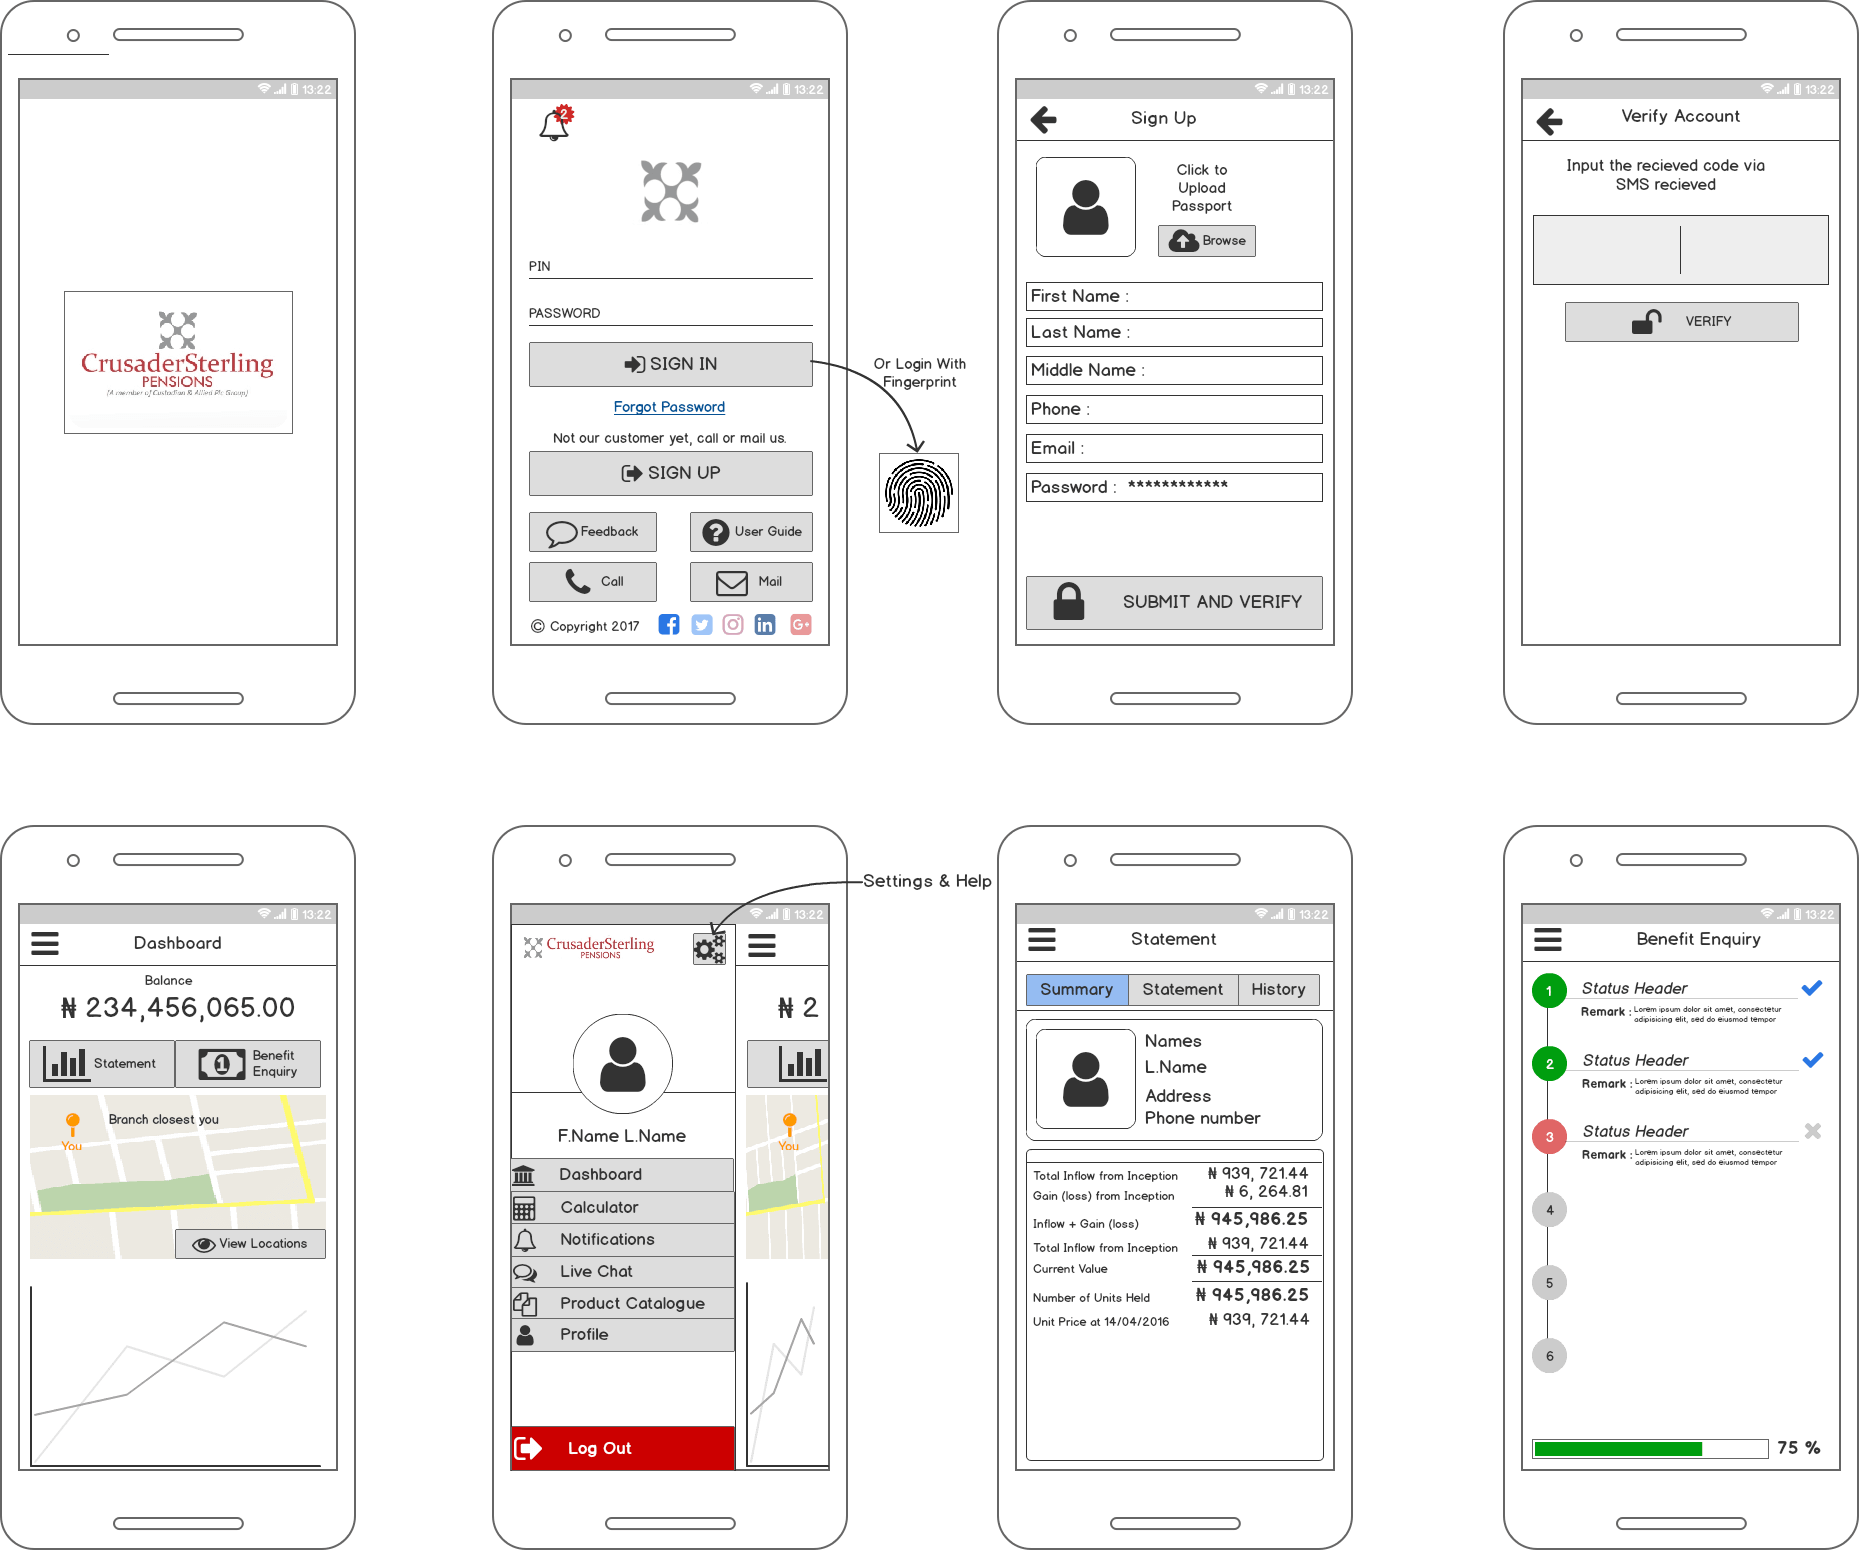 13:22
CrusaderSterling
PENSIONS
[A member of Custodian & Allied Plc Group]
13:22
2
PIN
PASSWORD
SIGN IN
Forgot Password
Not our customer yet, call or mail us.
SIGN UP
Feedback
User Guide
Call
Mail
© Copyright 2017
Or Login With
Fingerprint
13:22
Sign Up
Click to
Upload
Passport
Browse
First Name :
Last Name :
Middle Name :
Phone :
Email :
Password : ************
SUBMIT AND VERIFY
13:22
Verify Account
Input the recieved code via
SMS recieved
VERIFY
13:22
Dashboard
Balance
₦ 234,456,065.00
Statement
Benefit
Enquiry
Branch closest you
You
View Locations
Settings & Help
13:22
CrusaderSterling
PENSIONS
₦ 2
You
F.Name L.Name
Dashboard
Calculator
Notifications
Live Chat
Product Catalogue
Profile
Log Out
13:22
Statement
Summary Statement History
Names
L.Name
Address
Phone number
Total Inflow from Inception ₦ 939, 721.44
Gain (loss) from Inception ₦ 6, 264.81
Inflow + Gain (loss) ₦ 945,986.25
Total Inflow from Inception ₦ 939, 721.44
Current Value ₦ 945,986.25
Number of Units Held ₦ 945,986.25
Unit Price at 14/04/2016 ₦ 939, 721.44
13:22
Benefit Enquiry
1 Status Header
Remark : Lorem ipsum dolor sit amet, consectetur
adipisicing elit, sed do eiusmod tempor
2 Status Header
Remark : Lorem ipsum dolor sit amet, consectetur
adipisicing elit, sed do eiusmod tempor
3 Status Header
Remark : Lorem ipsum dolor sit amet, consectetur
adipisicing elit, sed do eiusmod tempor
4
5
6
75 %